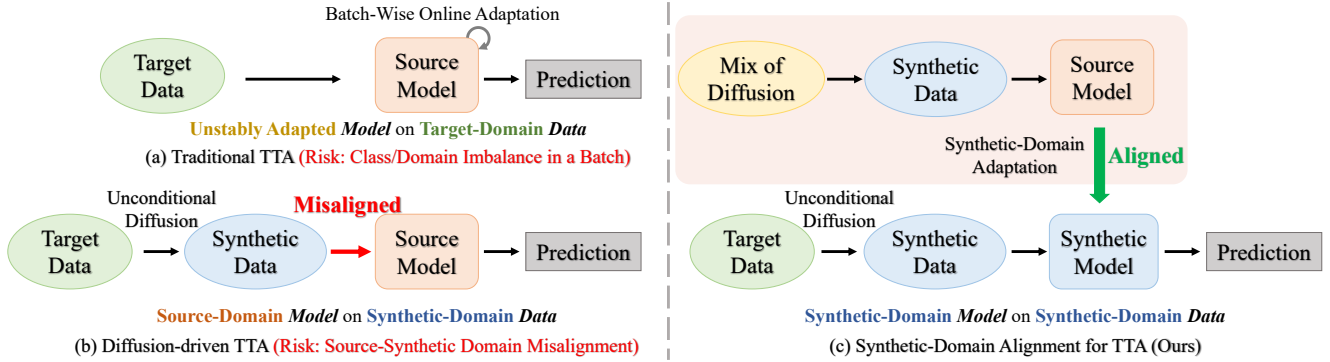 Batch-Wise Online Adaptation
Target
Data
Source
Model
Prediction
Unstably Adapted Model on Target-Domain Data
(a) Traditional TTA (Risk: Class/Domain Imbalance in a Batch)
Unconditional
Diffusion
Misaligned
Target
Data
Synthetic
Data
Source
Model
Prediction
Source-Domain Model on Synthetic-Domain Data
(b) Diffusion-driven TTA (Risk: Source-Synthetic Domain Misalignment)
Mix of
Diffusion
Synthetic
Data
Source
Model
Synthetic-Domain
Adaptation
Aligned
Unconditional
Diffusion
Target
Data
Synthetic
Data
Synthetic
Model
Prediction
Synthetic-Domain Model on Synthetic-Domain Data
(c) Synthetic-Domain Alignment for TTA (Ours)